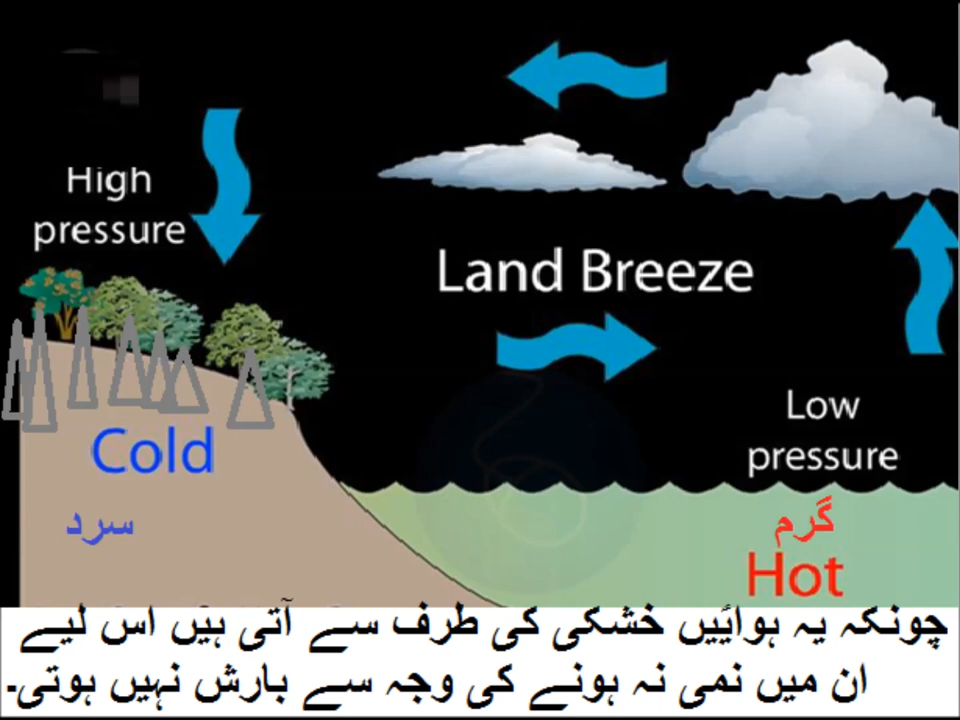 High
pressure
Land Breeze
Low
pressure
Cold
سرد
گرم
Hot
چونکہ یہ ہوائیں خشکی کی طرف سے آتی ہیں اس لیے
ان میں نمی نہ ہونے کی وجہ سے بارش نہیں ہوتی۔